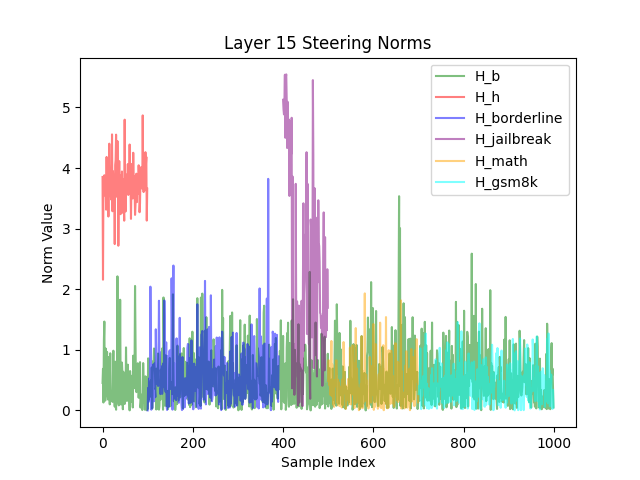 Layer 15 Steering Norms
H_b
H_h
H_borderline
H_jailbreak
H_math
H_gsm8k
Norm Value
5
4
3
2
1
0
0
200
400
600
800
1000
Sample Index